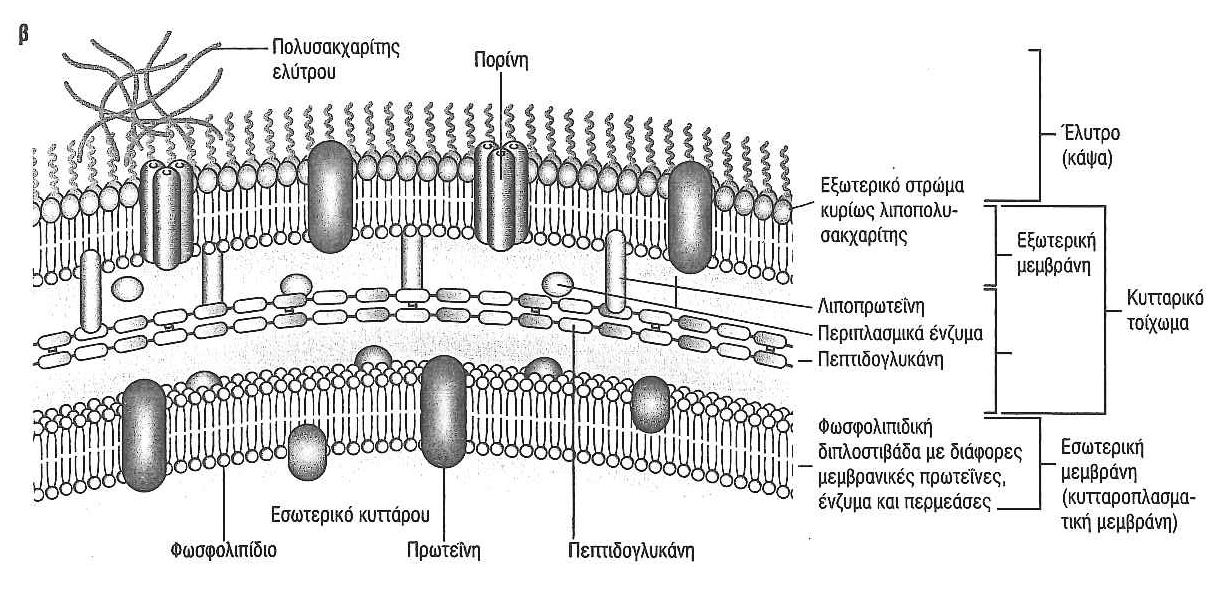 β
Πολυσακχαρίτης
ελύτρου
Πορίνη
Έλυτρο
(κάψα)
Εξωτερικό στρώμα
κυρίως λιποπολυ-
σακχαρίτης
Εξωτερική
μεμβράνη
Κυτταρικό
τοίχωμα
Λιποπρωτεΐνη
Περιπλασμικά ένζυμα
Πεπτιδογλυκάνη
Φωσφολιπιδική
διπλοστιβάδα με διάφορες
μεμβρανικές πρωτεΐνες,
ένζυμα και περμεάσες
Εσωτερική
μεμβράνη
(κυτταροπλασμα-
τική μεμβράνη)
Εσωτερικό κυττάρου
Φωσφολιπίδιο
Πρωτεΐνη
Πεπτιδογλυκάνη